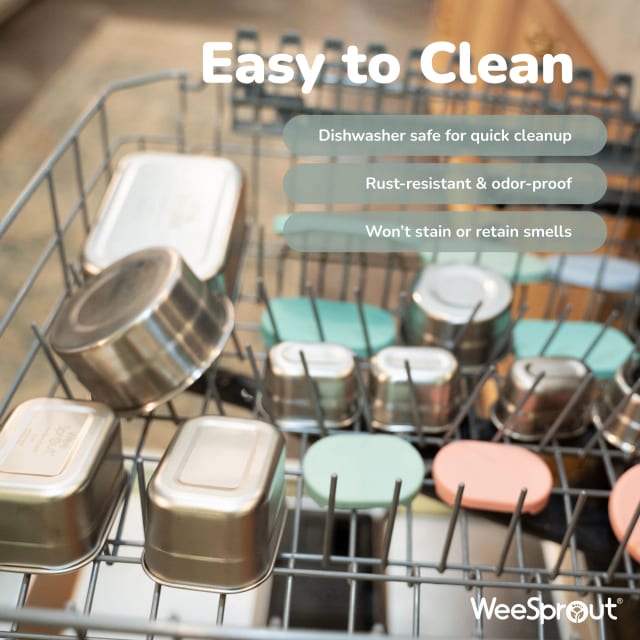 Easy to Clean
Dishwasher safe for quick cleanup
Rust-resistant & odor-proof
Won't stain or retain smells
WeeSprout®